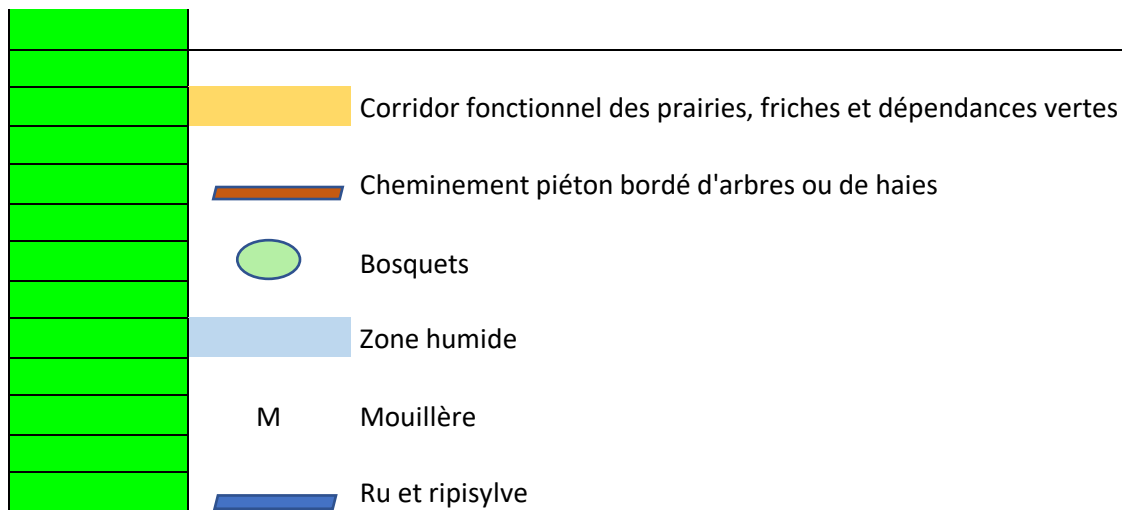 Corridor fonctionnel des prairies, friches et dépendances vertes
Cheminement piéton bordé d'arbres ou de haies
Bosquets
Zone humide
M Mouillère
Ru et ripisylve